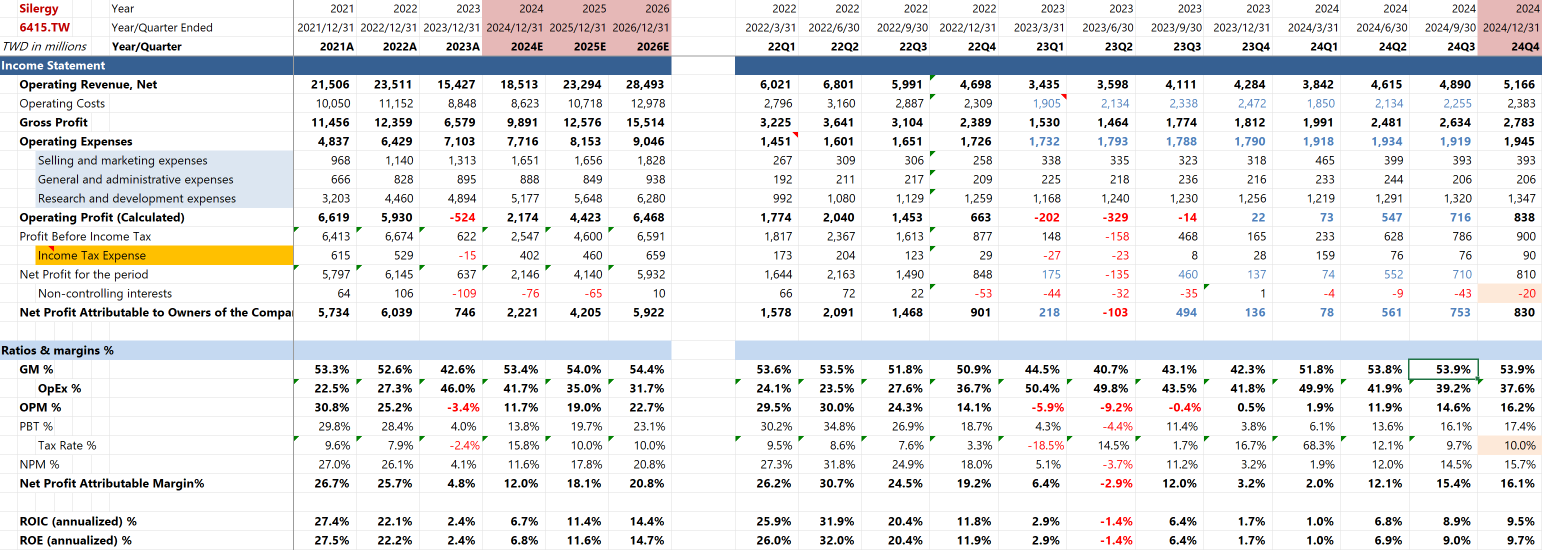 Silergy Year 2021 2022 2023 2024 2025 2026 2022 2022 2022 2022 2023 2023 2023 2023 2024 2024 2024 2024
6415.TW Year/Quarter Ended 2021/12/31 2022/12/31 2023/12/31 2024/12/31 2025/12/31 2026/12/31 2022/3/31 2022/6/30 2022/9/30 2022/12/31 2023/3/31 2023/6/30 2023/9/30 2023/12/31 2024/3/31 2024/6/30 2024/9/30 2024/12/31
TWD in millions Year/Quarter 2021A 2022A 2023A 2024E 2025E 2026E 22Q1 22Q2 22Q3 22Q4 23Q1 23Q2 23Q3 23Q4 24Q1 24Q2 24Q3 24Q4
Income Statement
Operating Revenue, Net 21,506 23,511 15,427 18,513 23,294 28,493 6,021 6,801 5,991 4,698 3,435 3,598 4,111 4,284 3,842 4,615 4,890 5,166
Operating Costs 10,050 11,152 8,848 8,623 10,718 12,978 2,796 3,160 2,887 2,309 1,905 2,134 2,338 2,472 1,850 2,134 2,255 2,383
Gross Profit 11,456 12,359 6,579 9,891 12,576 15,514 3,225 3,641 3,104 2,389 1,530 1,464 1,774 1,812 1,991 2,481 2,634 2,783
Operating Expenses 4,837 6,429 7,103 7,716 8,153 9,046 1,451 1,601 1,651 1,726 1,732 1,793 1,788 1,790 1,918 1,934 1,919 1,945
Selling and marketing expenses 968 1,140 1,313 1,651 1,656 1,828 267 309 306 258 338 335 323 318 465 399 393 393
General and administrative expenses 666 828 895 888 849 938 192 211 217 209 225 218 236 216 233 244 206 206
Research and development expenses 3,203 4,460 4,894 5,177 5,648 6,280 992 1,080 1,129 1,259 1,168 1,240 1,230 1,256 1,219 1,291 1,320 1,347
Operating Profit (Calculated) 6,619 5,930 -524 2,174 4,423 6,468 1,774 2,040 1,453 663 -202 -329 -14 22 73 547 716 838
Profit Before Income Tax 6,413 6,674 622 2,547 4,600 6,591 1,817 2,367 1,613 877 148 -158 468 165 233 628 786 900
Income Tax Expense 615 529 -15 402 460 659 173 204 123 29 -27 -23 8 28 159 76 76 90
Net Profit for the period 5,797 6,145 637 2,146 4,140 5,932 1,644 2,163 1,490 848 175 -135 460 137 74 552 710 810
Non-controlling interests 64 106 -109 -76 -65 10 66 72 22 -53 -44 -32 -35 1 -4 -9 -43 -20
Net Profit Attributable to Owners of the Compa 5,734 6,039 746 2,221 4,205 5,922 1,578 2,091 1,468 901 218 -103 494 136 78 561 753 830
Ratios & margins %
GM % 53.3% 52.6% 42.6% 53.4% 54.0% 54.4% 53.6% 53.5% 51.8% 50.9% 44.5% 40.7% 43.1% 42.3% 51.8% 53.8% 53.9% 53.9%
OpEx % 22.5% 27.3% 46.0% 41.7% 35.0% 31.7% 24.1% 23.5% 27.6% 36.7% 50.4% 49.8% 43.5% 41.8% 49.9% 41.9% 39.2% 37.6%
OPM % 30.8% 25.2% -3.4% 11.7% 19.0% 22.7% 29.5% 30.0% 24.3% 14.1% -5.9% -9.2% -0.4% 0.5% 1.9% 11.9% 14.6% 16.2%
PBT % 29.8% 28.4% 4.0% 13.8% 19.7% 23.1% 30.2% 34.8% 26.9% 18.7% 4.3% -4.4% 11.4% 3.8% 6.1% 13.6% 16.1% 17.4%
Tax Rate % 9.6% 7.9% -2.4% 15.8% 10.0% 10.0% 9.5% 8.6% 7.6% 3.3% -18.5% 14.5% 1.7% 16.7% 68.3% 12.1% 9.7% 10.0%
NPM % 27.0% 26.1% 4.1% 11.6% 17.8% 20.8% 27.3% 31.8% 24.9% 18.0% 5.1% -3.7% 11.2% 3.2% 1.9% 12.0% 14.5% 15.7%
Net Profit Attributable Margin% 26.7% 25.7% 4.8% 12.0% 18.1% 20.8% 26.2% 30.7% 24.5% 19.2% 6.4% -2.9% 12.0% 3.2% 2.0% 12.1% 15.4% 16.1%
ROIC (annualized) % 27.4% 22.1% 2.4% 6.7% 11.4% 14.4% 25.9% 31.9% 20.4% 11.8% 2.9% -1.4% 6.4% 1.7% 1.0% 6.8% 8.9% 9.5%
ROE (annualized) % 27.5% 22.2% 2.4% 6.8% 11.6% 14.7% 26.0% 32.0% 20.4% 11.9% 2.9% -1.4% 6.4% 1.7% 1.0% 6.9% 9.0% 9.7%